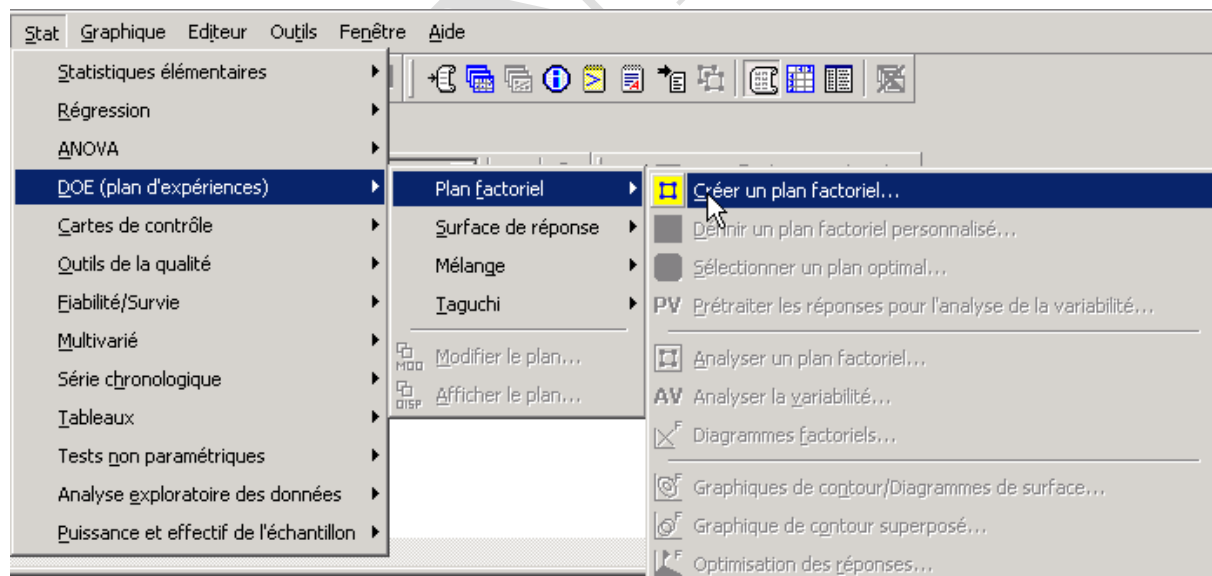 Stat Graphique Editeur Outils Fenêtre Aide
Statistiques élémentaires
Régression
ANOVA
DOE (plan d'expériences)
Cartes de contrôle
Outils de la qualité
Fiabilité/Survie
Multivarié
Série chronologique
Tableaux
Tests non paramétriques
Analyse exploratoire des données
Puissance et effectif de l'échantillon
Plan factoriel
Surface de réponse
Mélange
Taguchi
MOD Modifier le plan...
DISP Afficher le plan...
Créer un plan factoriel...
Définir un plan factoriel personnalisé...
Sélectionner un plan optimal...
PV Prétraiter les réponses pour l'analyse de la variabilité...
Analyser un plan factoriel...
AV Analyser la variabilité...
F Diagrammes factoriels...
F Graphiques de contour/Diagrammes de surface...
F Graphique de contour superposé...
F Optimisation des réponses...